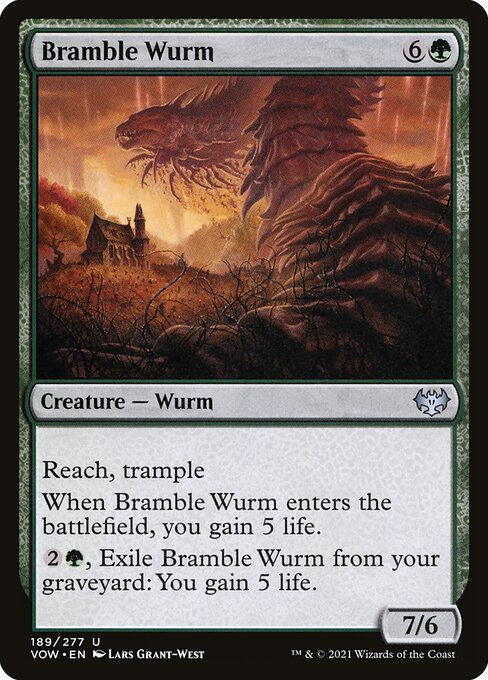 Bramble Wurm 6
Creature — Wurm
Reach, trample
When Bramble Wurm enters the
battlefield, you gain 5 life.
2, Exile Bramble Wurm from your
graveyard: You gain 5 life.
7/6
189/277 U
VOW • EN Lars Grant-West
™ & © 2021 Wizards of the Coast